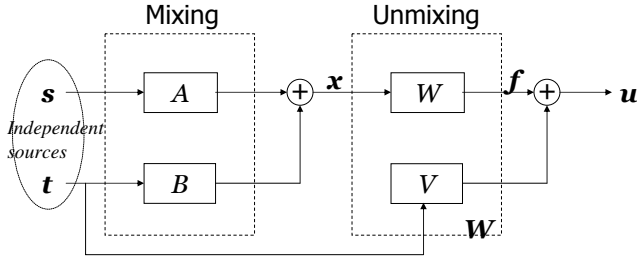 Mixing
Unmixing
s
A
+
x
W
f
+
u
Independent
sources
t
B
V
W